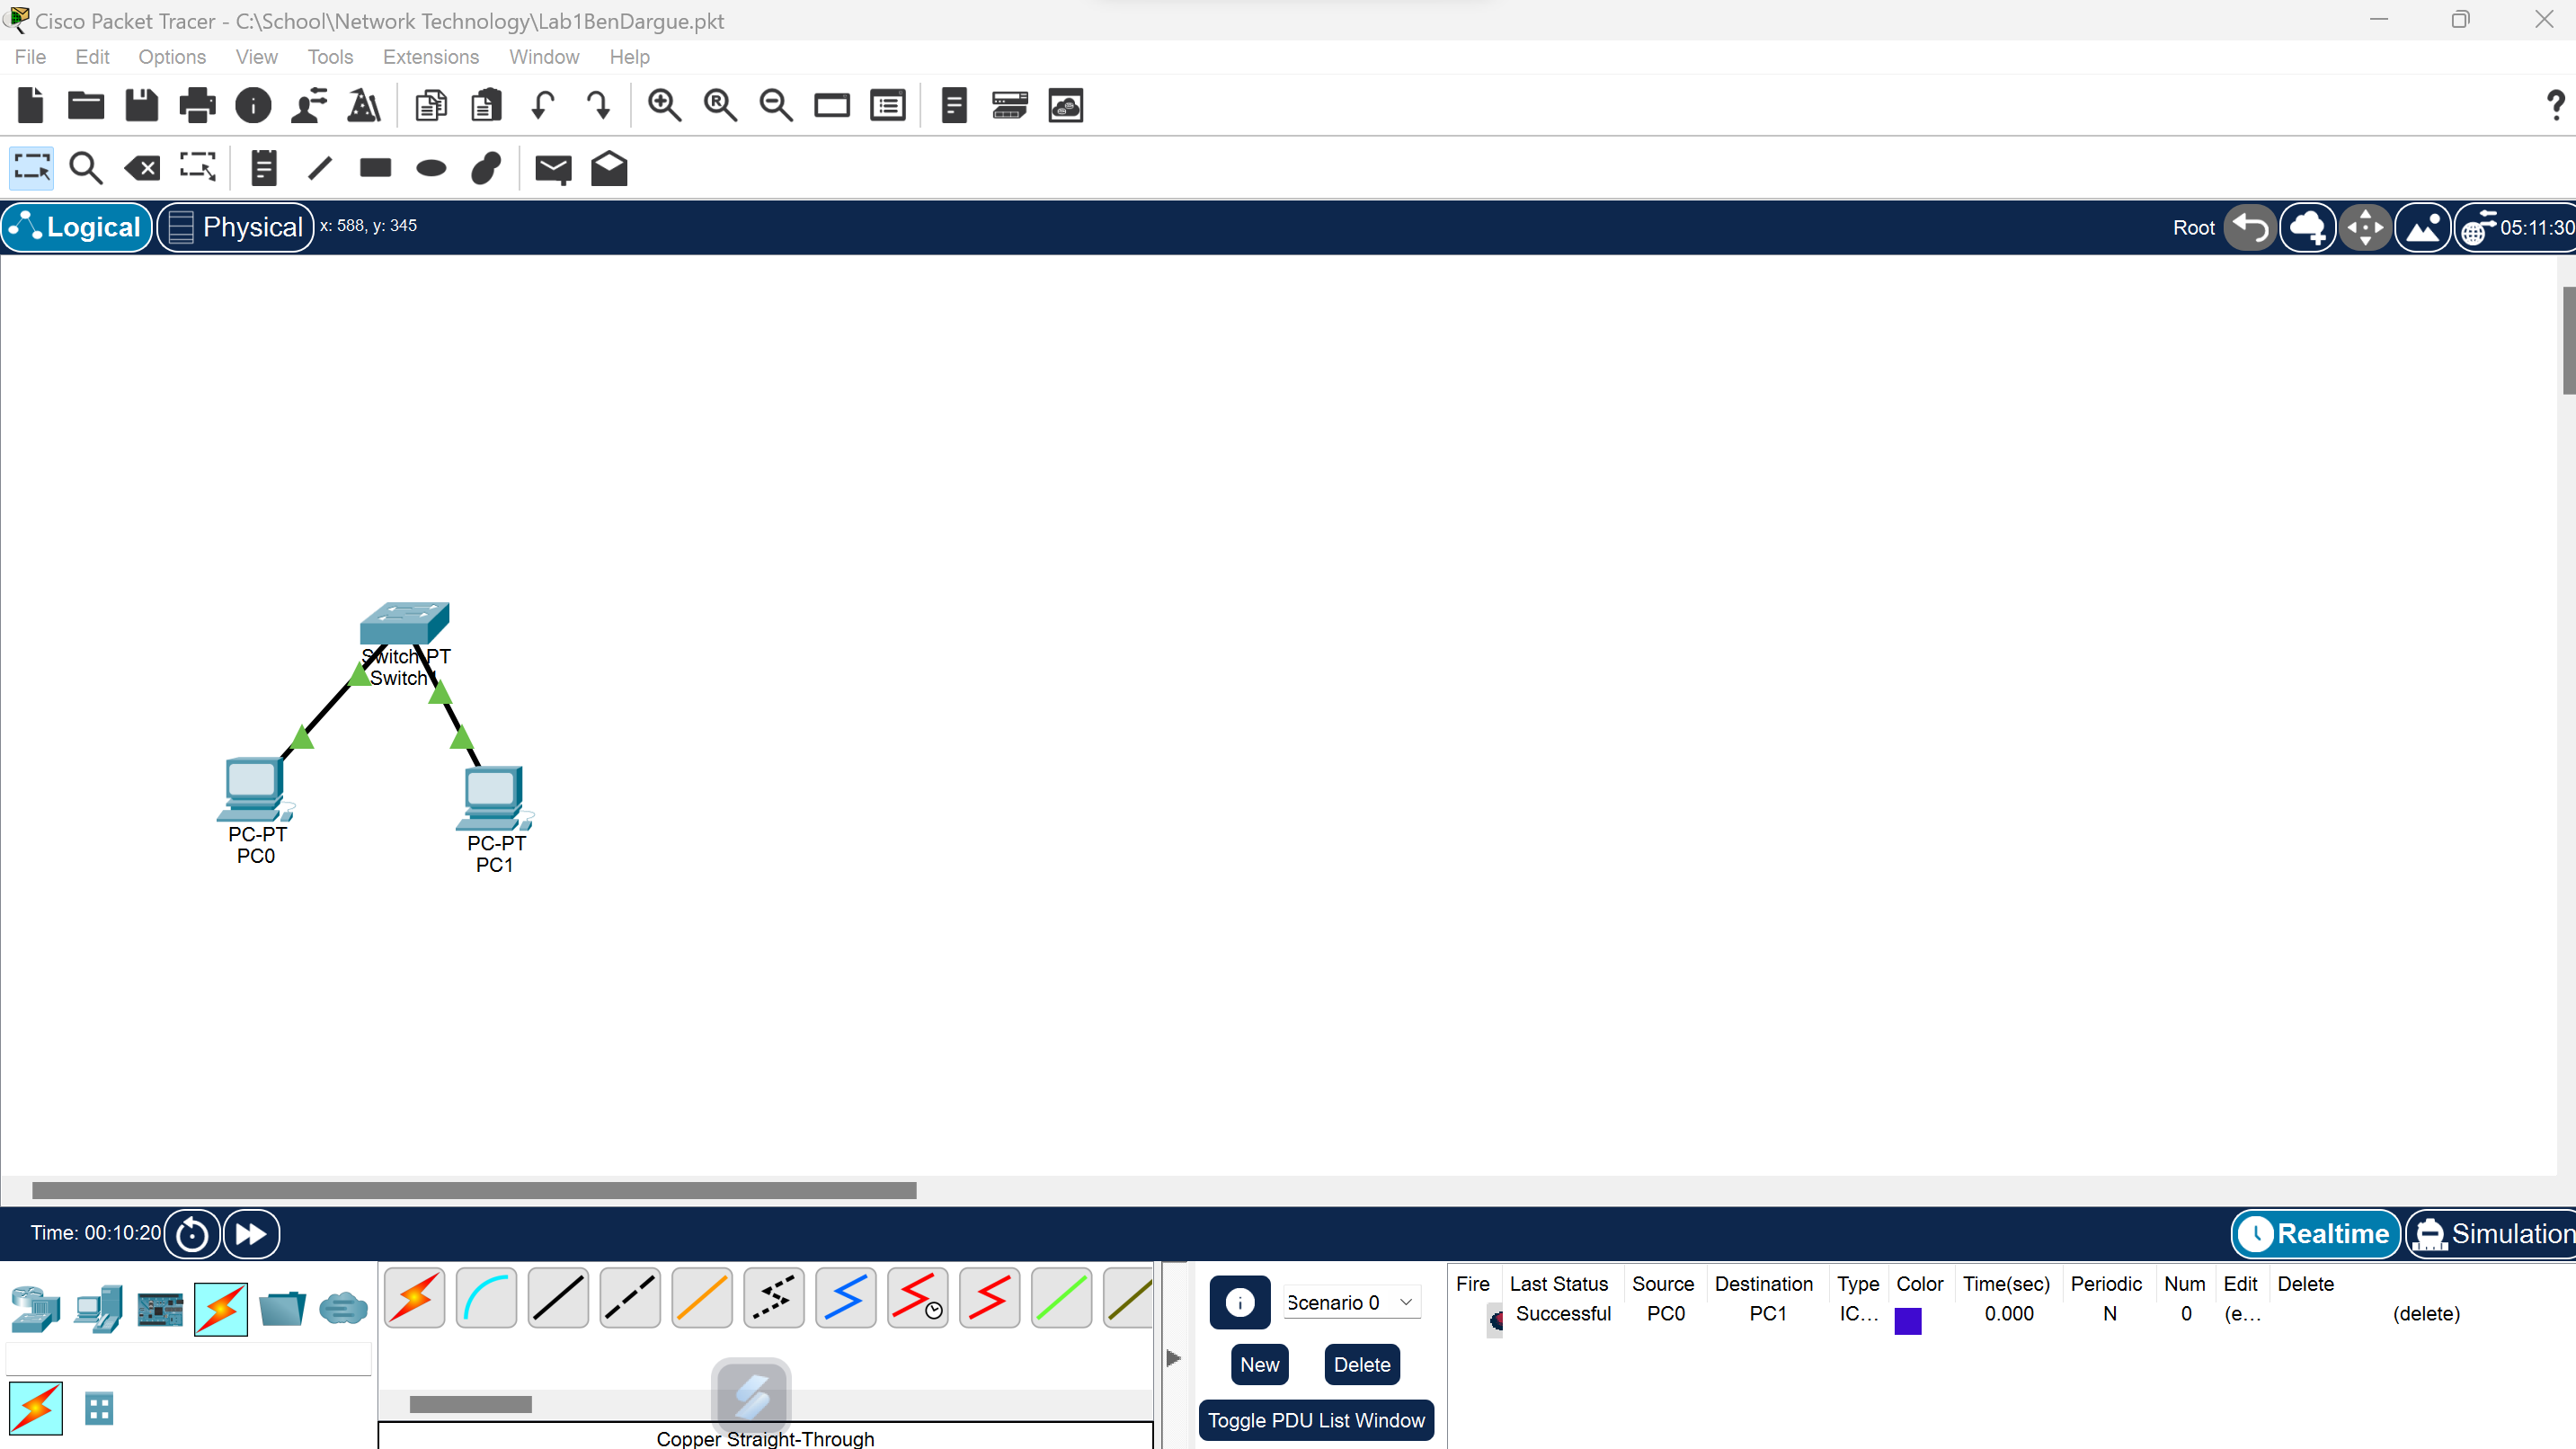 Cisco Packet Tracer - C:\School\Network Technology\Lab1BenDargue.pkt
File Edit Options View Tools Extensions Window Help
Logical Physical x: 588, y: 345 Root 05:11:30
Switch-PT
Switch1
PC-PT
PC0
PC-PT
PC1
Time: 00:10:20 Realtime Simulation
Fire Last Status Source Destination Type Color Time(sec) Periodic Num Edit Delete
Scenario 0 Successful PC0 PC1 IC... 0.000 N 0 (e... (delete)
New Delete
Toggle PDU List Window
Copper Straight-Through